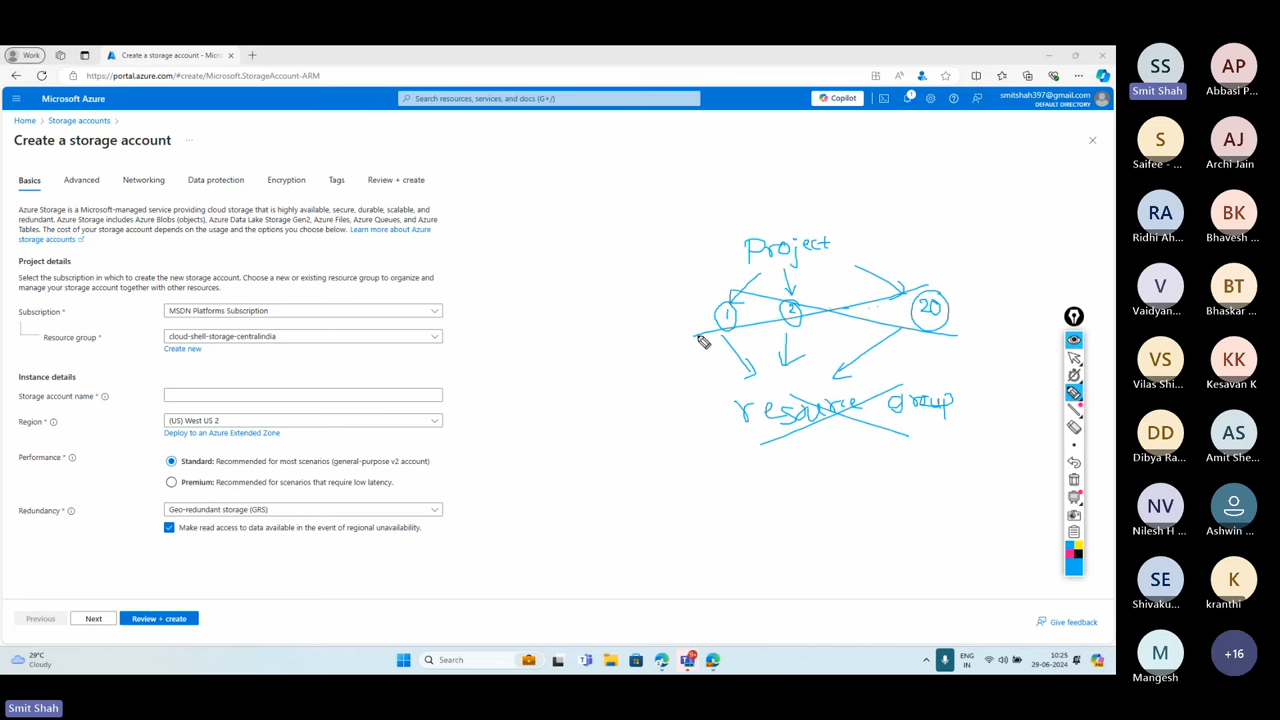 Work
Create a storage account - Micr
https://portal.azure.com/#create/Microsoft.StorageAccount-ARM
Microsoft Azure
Search resources, services, and docs (G+/)
Copilot
1
smitshah397@gmail.com
DEFAULT DIRECTORY
Home > Storage accounts >
Create a storage account ...
Basics Advanced Networking Data protection Encryption Tags Review + create
Azure Storage is a Microsoft-managed service providing cloud storage that is highly available, secure, durable, scalable, and
redundant. Azure Storage includes Azure Blobs (objects), Azure Data Lake Storage Gen2, Azure Files, Azure Queues, and
Azure Tables. The cost of your storage account depends on the usage and the options you choose below. Learn more about Azure
storage accounts
Project details
Select the subscription in which to create the new storage account. Choose a new or existing resource group to organize and
manage your storage account together with other resources.
Subscription *
MSDN Platforms Subscription
Resource group *
cloud-shell-storage-centralindia
Create new
Instance details
Storage account name *
Region *
(US) West US 2
Deploy to an Azure Extended Zone
Performance *
Standard: Recommended for most scenarios (general-purpose v2 account)
Premium: Recommended for scenarios that require low latency.
Redundancy *
Geo-redundant storage (GRS)
Make read access to data available in the event of regional unavailability.
Previous
Next
Review + create
Give feedback
Project
1 2 20
resource group
29°C
Cloudy
Search
ENG
IN
10:25
29-06-2024
SS AP
Smit Shah Abbasi P...
S AJ
Saifee - ... Archi Jain
RA BK
Ridhi Ah... Bhavesh ...
V BT
Vaidyan... Bhaskar ...
VS KK
Vilas Shi... Kesavan K
DD AS
Dibya Ra... Amit She...
NV
Nilesh H ... Ashwin ...
SE K
Shivaku... kranthi
M +16
Mangesh
Smit Shah